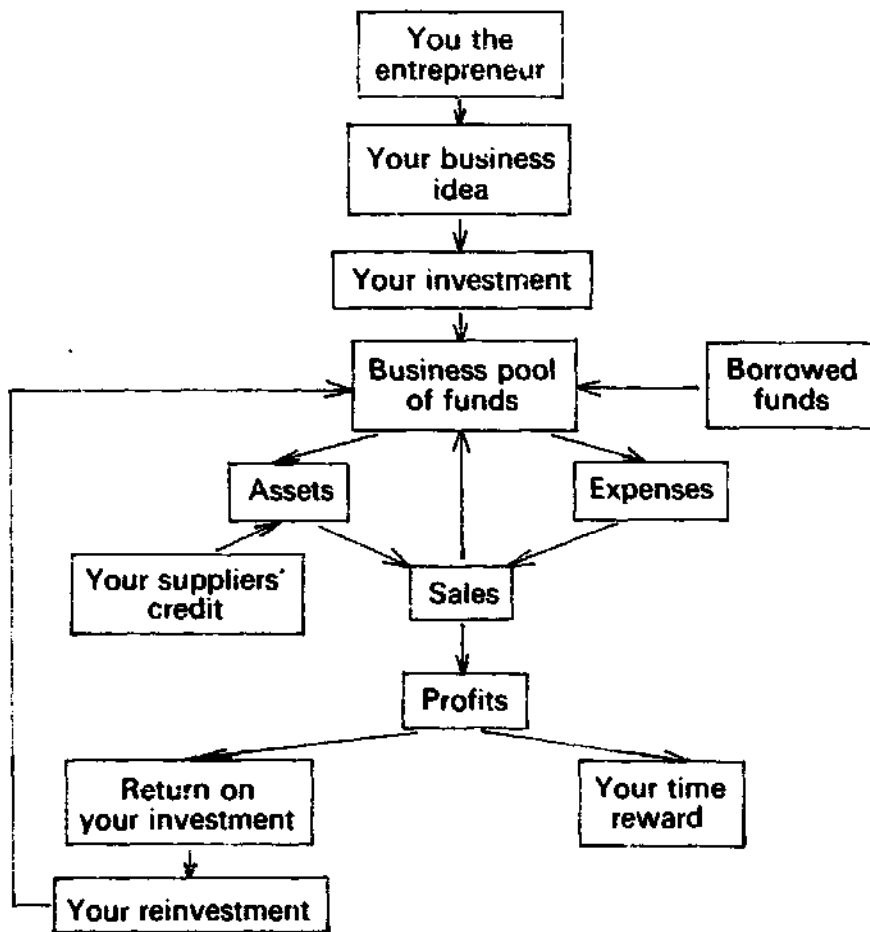 You the
entrepreneur
Your business
idea
Your investment
Business pool
of funds
Borrowed
funds
Assets
Expenses
Your suppliers'
credit
Sales
Profits
Return on
your investment
Your time
reward
Your reinvestment